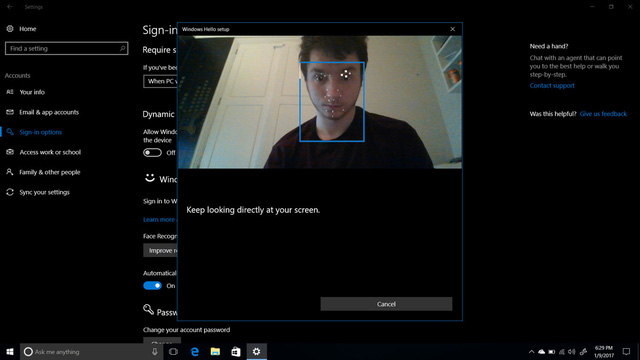 Settings
Home
Find a setting
Accounts
Your info
Email & app accounts
Sign-in options
Access work or school
Family & other people
Sync your settings
Sign-in
Require s
If you've bee
When PC w
Dynamic
Allow Wind
the device
Off
Wind
Sign in to W
Learn more
Face Recogn
Improve re
Automatical
On
Passw
Change your account password
Windows Hello setup
Keep looking directly at your screen.
Cancel
Need a hand?
Chat with an agent that can point
you to the best help or walk you
step-by-step.
Contact support
Was this helpful? Give us feedback
Ask me anything
6:29 PM
1/9/2017